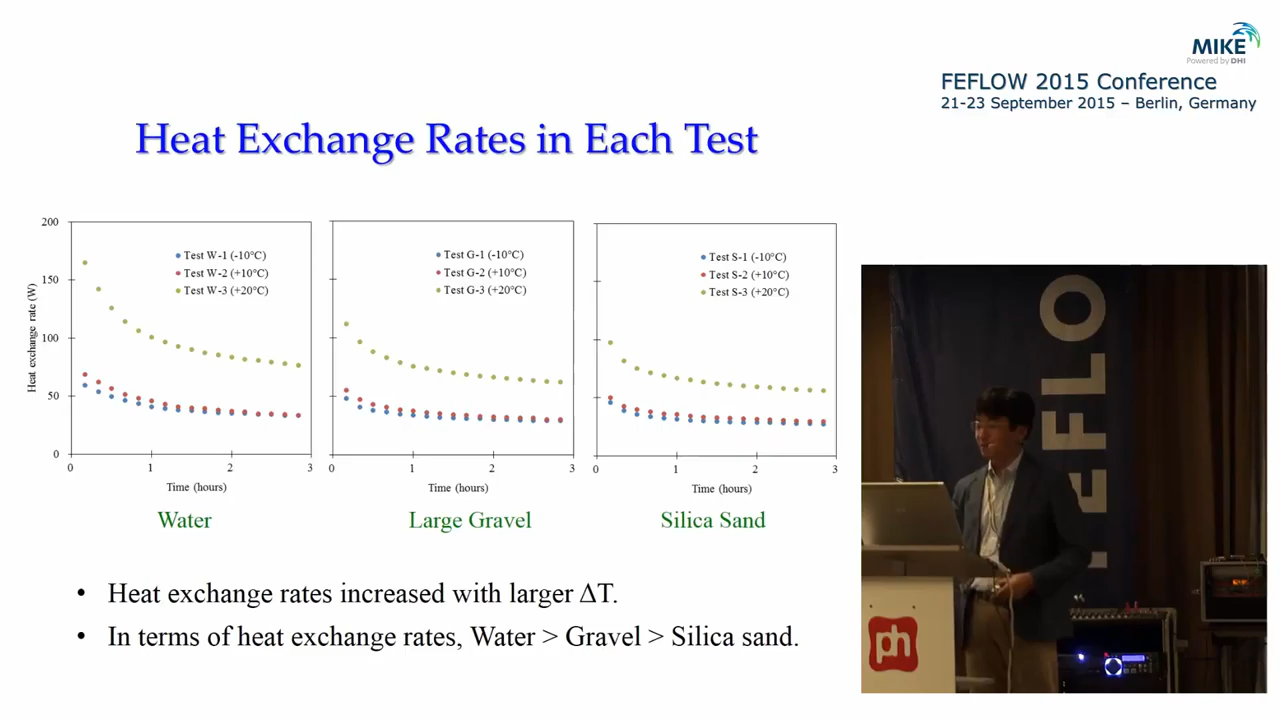 MIKE
Powered by DHI
FEFLOW 2015 Conference
21-23 September 2015 – Berlin, Germany
Heat Exchange Rates in Each Test
Heat exchange rate (W)
200
150
100
50
0
Test W-1 (-10°C)
Test W-2 (+10°C)
Test W-3 (+20°C)
0 1 2 3
Time (hours)
Water
Test G-1 (-10°C)
Test G-2 (+10°C)
Test G-3 (+20°C)
0 1 2 3
Time (hours)
Large Gravel
Test S-1 (-10°C)
Test S-2 (+10°C)
Test S-3 (+20°C)
0 1 2 3
Time (hours)
Silica Sand
• Heat exchange rates increased with larger ΔT.
• In terms of heat exchange rates, Water > Gravel > Silica sand.
FEFLO
ph